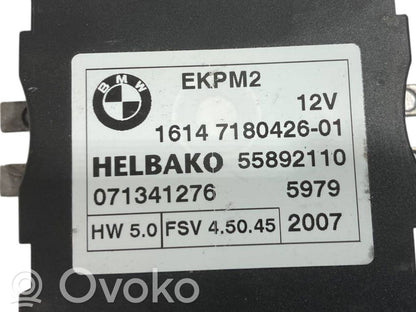 BMW
EKPM2
12V
1614 7180426-01
HELBAKO 55892110
071341276 5979
HW 5.0 FSV 4.50.45 2007
Ovoko